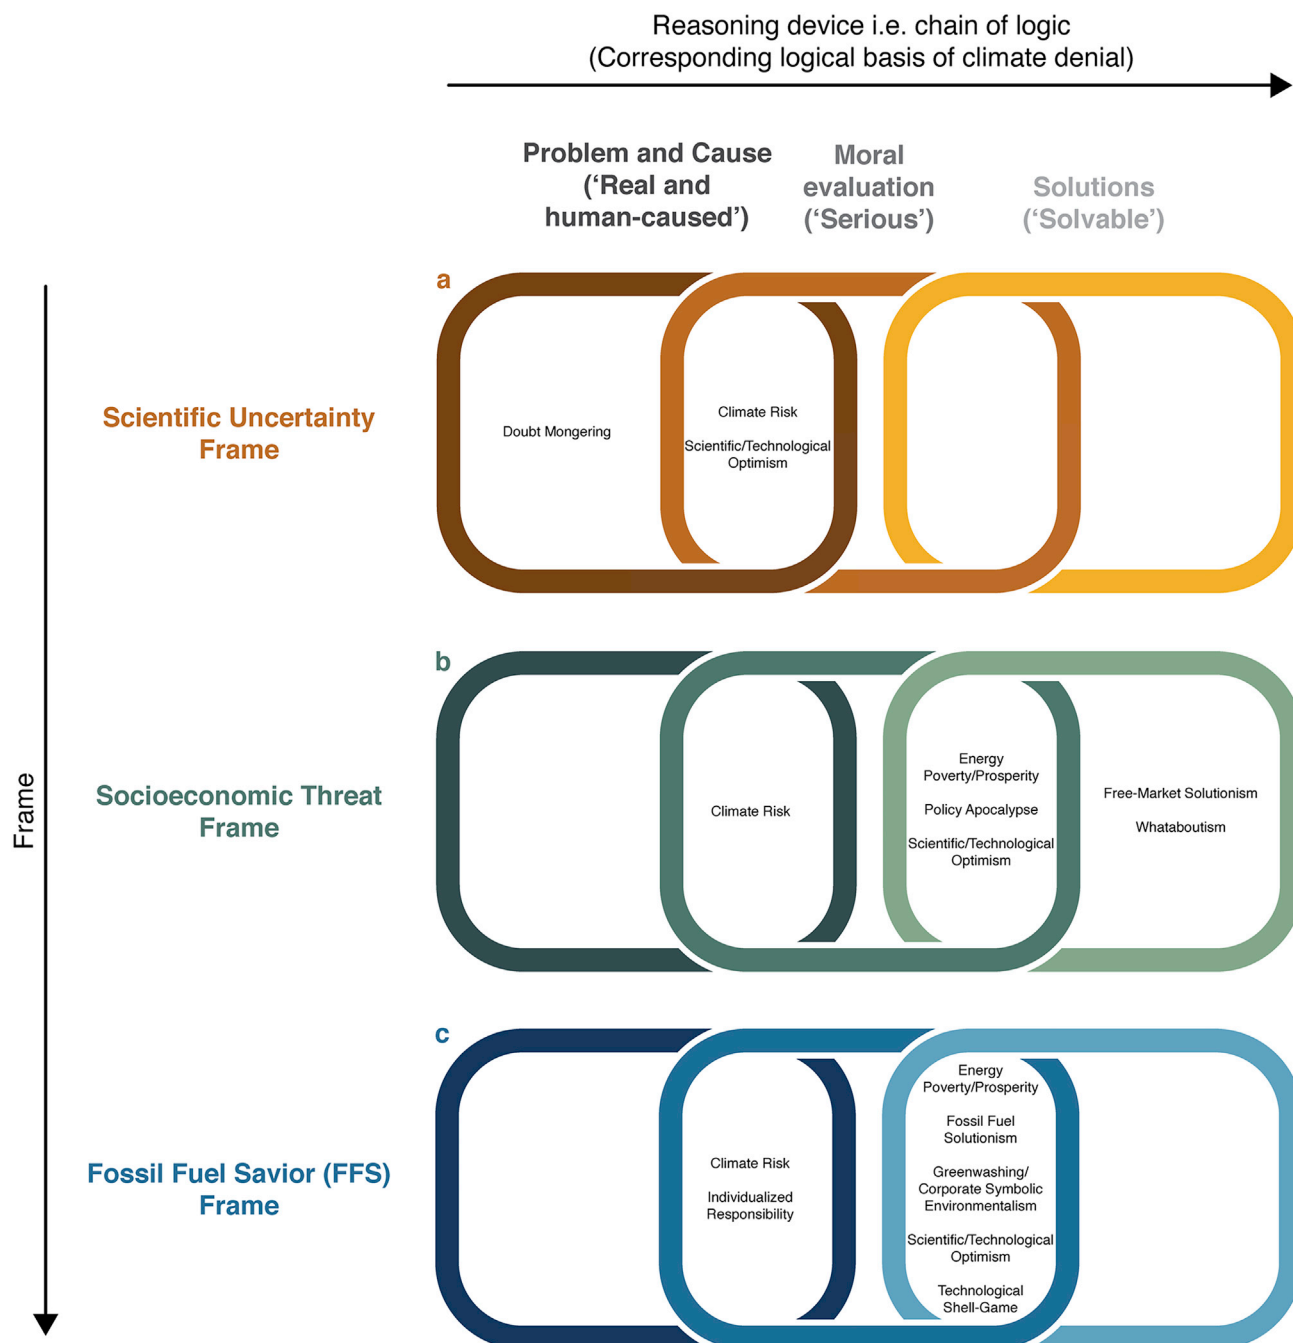 Reasoning device i.e. chain of logic
(Corresponding logical basis of climate denial)
Problem and Cause
(‘Real and
human-caused’)
Moral
evaluation
(‘Serious’)
Solutions
(‘Solvable’)
Frame
a
Scientific Uncertainty
Frame
Doubt Mongering
Climate Risk
Scientific/Technological
Optimism
b
Socioeconomic Threat
Frame
Climate Risk
Energy
Poverty/Prosperity
Policy Apocalypse
Scientific/Technological
Optimism
Free-Market Solutionism
Whataboutism
c
Fossil Fuel Savior (FFS)
Frame
Climate Risk
Individualized
Responsibility
Energy
Poverty/Prosperity
Fossil Fuel
Solutionism
Greenwashing/
Corporate Symbolic
Environmentalism
Scientific/Technological
Optimism
Technological
Shell-Game